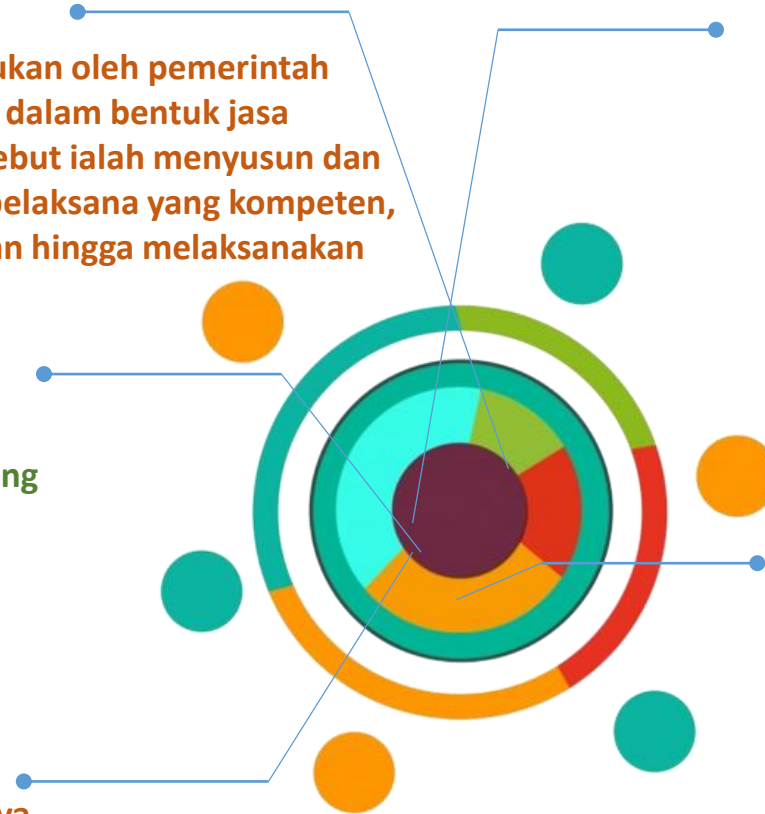 ukan oleh pemerintah
dalam bentuk jasa
ebut ialah menyusun dan
pelaksana yang kompeten,
an hingga melaksanakan
ng